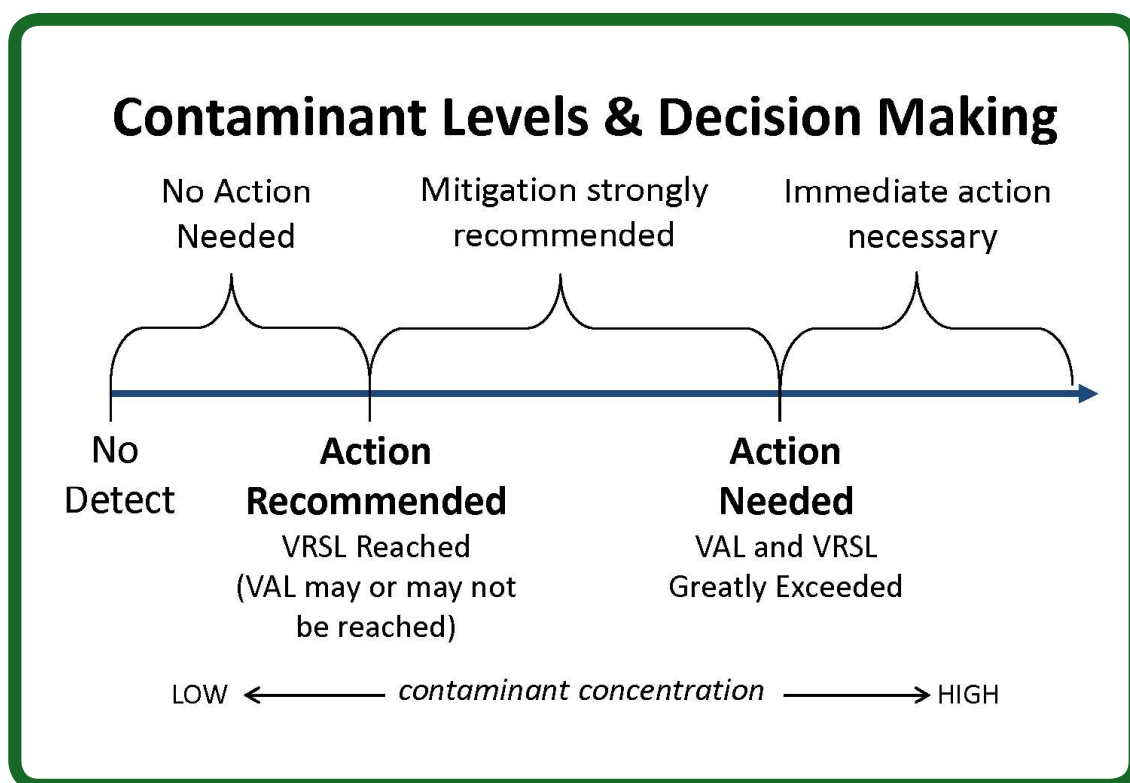 Contaminant Levels & Decision Making
No Action
Needed
Mitigation strongly
recommended
Immediate action
necessary
No
Detect
Action
Recommended
VRSL Reached
(VAL may or may not
be reached)
Action
Needed
VAL and VRSL
Greatly Exceeded
LOW contaminant concentration HIGH